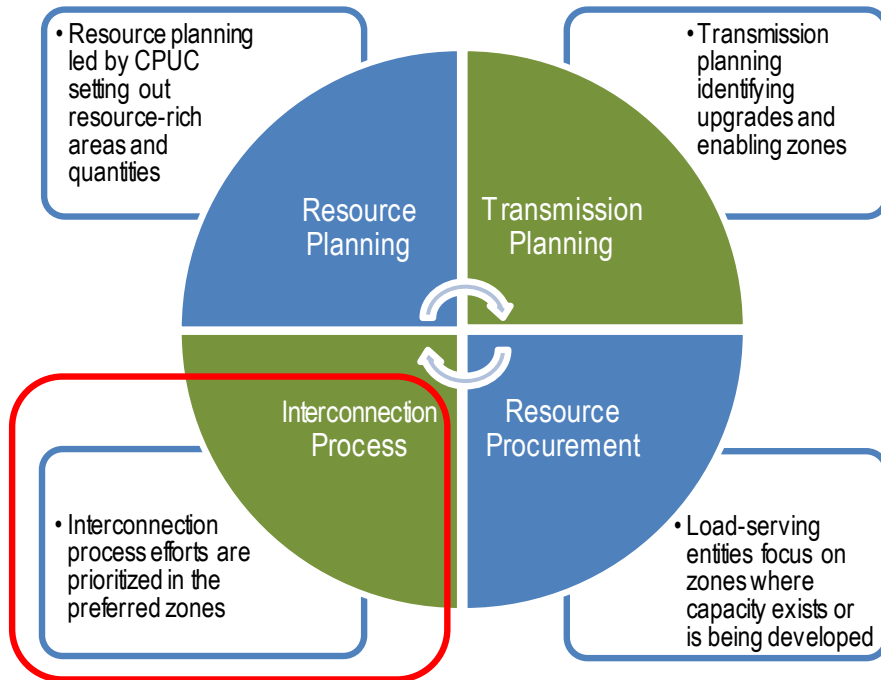 • Resource planning
led by CPUC
setting out
resource-rich
areas and
quantities
• Transmission
planning
identifying
upgrades and
enabling zones
Resource
Planning
Transmission
Planning
Interconnection
Process
Resource
Procurement
• Interconnection
process efforts are
prioritized in the
preferred zones
• Load-serving
entities focus on
zones where
capacity exists or
is being developed